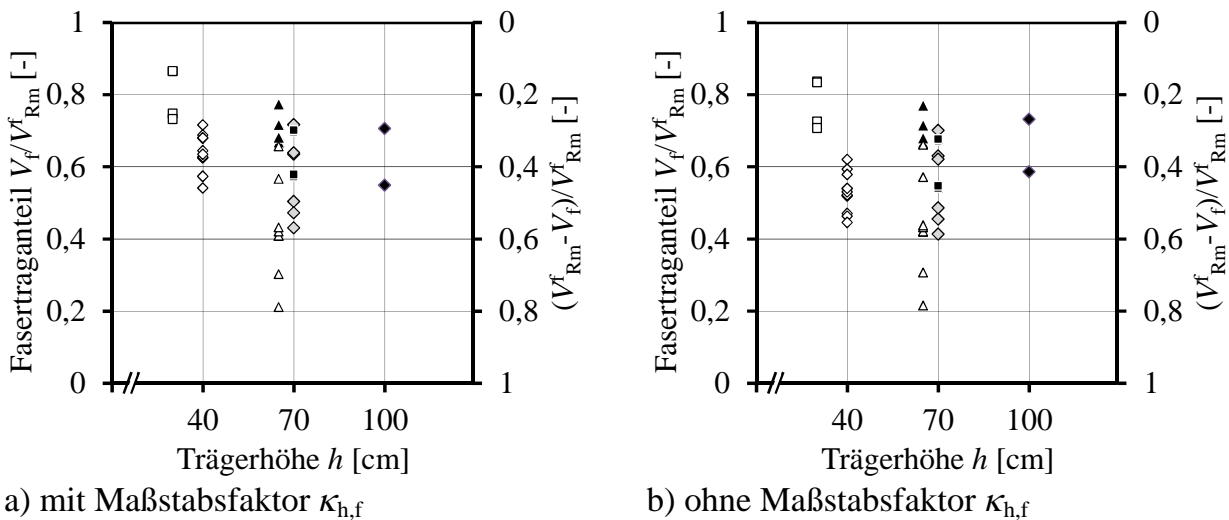 1
0,8
0,6
0,4
0,2
0
Fasertraganteil V_f/V^f_Rm [-]
0
0,2
0,4
0,6
0,8
1
(V^f_Rm-V_f)/V^f_Rm [-]
40 70 100
Trägerhöhe h [cm]
a) mit Maßstabsfaktor κ_h,f
1
0,8
0,6
0,4
0,2
0
Fasertraganteil V_f/V^f_Rm [-]
0
0,2
0,4
0,6
0,8
1
(V^f_Rm-V_f)/V^f_Rm [-]
40 70 100
Trägerhöhe h [cm]
b) ohne Maßstabsfaktor κ_h,f